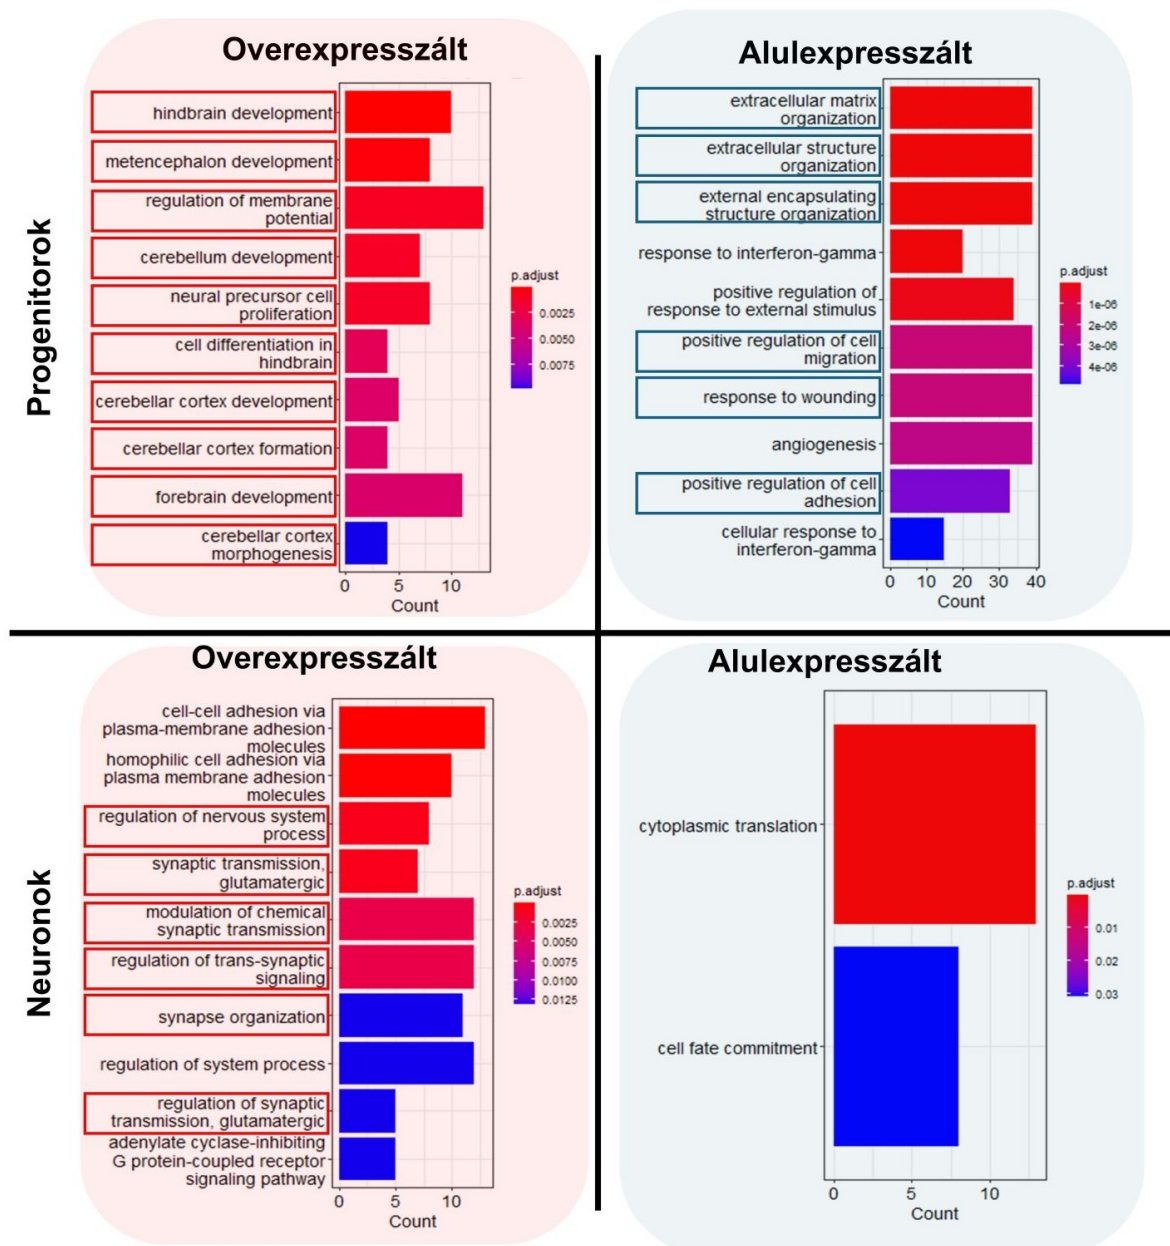 Overexpresszált
Alulexpresszált
Progenitorok
hindbrain development
metencephalon development
regulation of membrane
potential
cerebellum development
neural precursor cell
proliferation
cell differentiation in
hindbrain
cerebellar cortex development
cerebellar cortex formation
forebrain development
cerebellar cortex
morphogenesis
0 5 10
Count
p.adjust
0.0025
0.0050
0.0075
extracellular matrix
organization
extracellular structure
organization
external encapsulating
structure organization
response to interferon-gamma
positive regulation of
response to external stimulus
positive regulation of cell
migration
response to wounding
angiogenesis
positive regulation of cell
adhesion
cellular response to
interferon-gamma
0 10 20 30 40
Count
p.adjust
1e-06
2e-06
3e-06
4e-06
Overexpresszált
Alulexpresszált
Neuronok
cell-cell adhesion via
plasma-membrane adhesion
molecules
homophilic cell adhesion via
plasma membrane adhesion
molecules
regulation of nervous system
process
synaptic transmission,
glutamatergic
modulation of chemical
synaptic transmission
regulation of trans-synaptic
signaling
synapse organization
regulation of system process
regulation of synaptic
transmission, glutamatergic
adenylate cyclase-inhibiting
G protein-coupled receptor
signaling pathway
0 5 10
Count
p.adjust
0.0025
0.0050
0.0075
0.0100
0.0125
cytoplasmic translation
cell fate commitment
0 5 10
Count
p.adjust
0.01
0.02
0.03